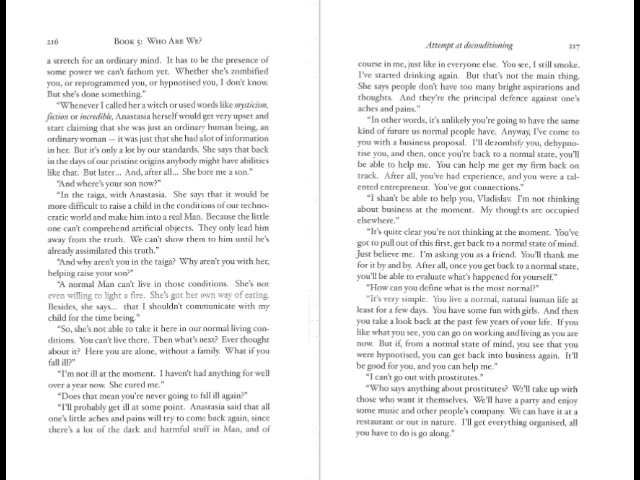 216
Book 5: Who Are We?
a stretch for an ordinary mind. It has to be the presence of
some power we can't fathom yet. Whether she's zombified
you, or reprogrammed you, or hypnotised you, I don't know.
But she's done something."
"Whenever I called her a witch or used words like mysticism,
fiction or incredible, Anastasia herself would get very upset and
start claiming that she was just an ordinary human being, an
ordinary woman — it was just that she had a lot of information
in her. But it's only a lot by our standards. She says that back
in the days of our pristine origins anybody might have abilities
like that. But later... And, after all... She bore me a son."
"And where's your son now?"
"In the taiga, with Anastasia. She says that it would be
more difficult to raise a child in the conditions of our techno-
cratic world and make him into a real Man. Because the little
one can't comprehend artificial objects. They only lead him
away from the truth. We can't show them to him until he's
already assimilated this truth."
"And why aren't you in the taiga? Why aren't you with her,
helping raise your son?"
"A normal Man can't live in those conditions. She's not
even willing to light a fire. She's got her own way of eating.
Besides, she says... that I shouldn't communicate with my
child for the time being."
"So, she's not able to take it here in our normal living con-
ditions. You can't live there. Then what's next? Ever thought
about it? Here you are alone, without a family. What if you
fall ill?"
"I'm not ill at the moment. I haven't had anything for well
over a year now. She cured me."
"Does that mean you're never going to fall ill again?"
"I'll probably get ill at some point. Anastasia said that all
one's little aches and pains will try to come back again, since
there's a lot of the dark and harmful stuff in Man, and of
Attempt at deconditioning
217
course in me, just like in everyone else. You see, I still smoke.
I've started drinking again. But that's not the main thing.
She says people don't have too many bright aspirations and
thoughts. And they're the principal defence against one's
aches and pains."
"In other words, it's unlikely you're going to have the same
kind of future us normal people have. Anyway, I've come to
you with a business proposal. I'll dezombify you, dehypno-
tise you, and then, once you're back to a normal state, you'll
be able to help me. You can help me get my firm back on
track. After all, you've had experience, and you were a tal-
ented entrepreneur. You've got connections."
"I shan't be able to help you, Vladislav. I'm not thinking
about business at the moment. My thoughts are occupied
elsewhere."
"It's quite clear you're not thinking at the moment. You've
got to pull out of this first, get back to a normal state of mind.
Just believe me. I'm asking you as a friend. You'll thank me
for it by and by. After all, once you get back to a normal state,
you'll be able to evaluate what's happened for yourself."
"How can you define what is the most normal?"
"It's very simple. You live a normal, natural human life at
least for a few days. You have some fun with girls. And then
you take a look back at the past few years of your life. If you
like what you see, you can go on working and living as you are
now. But if, from a normal state of mind, you see that you
were hypnotised, you can get back into business again. It'll
be good for you, and you can help me."
"I can't go out with prostitutes."
"Who says anything about prostitutes? We'll take up with
those who want it themselves. We'll have a party and enjoy
some music and other people's company. We can have it at a
restaurant or out in nature. I'll get everything organised, all
you have to do is go along."